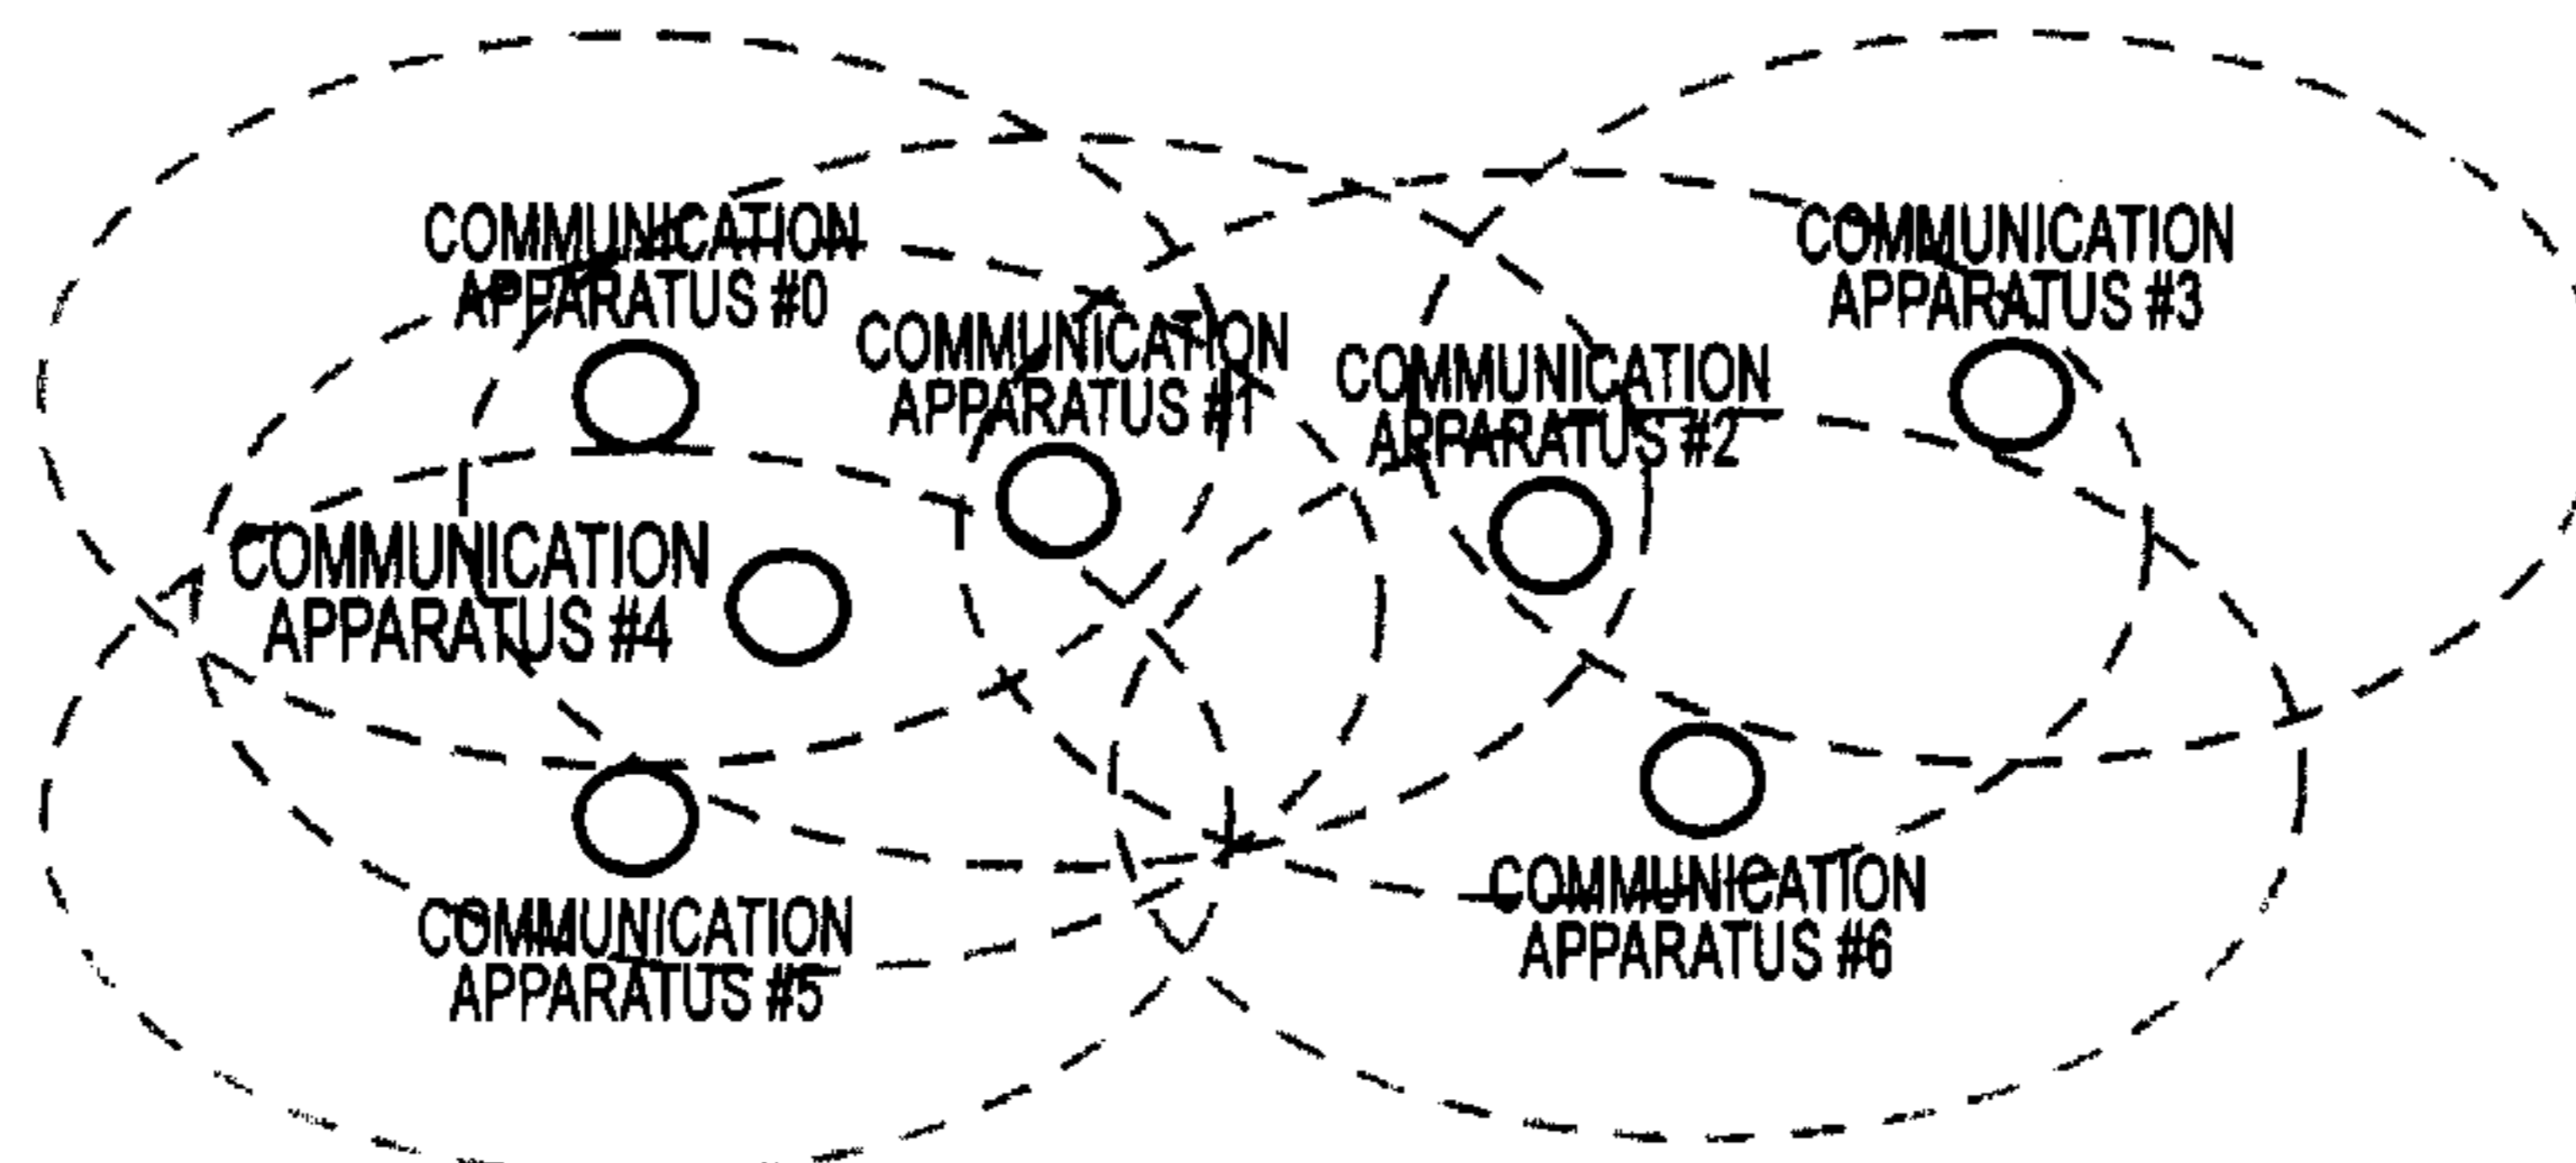 COMMUNICATION
APPARATUS #0
COMMUNICATION
APPARATUS #3
COMMUNICATION
APPARATUS #1
COMMUNICATION
APPARATUS #2
COMMUNICATION
APPARATUS #4
COMMUNICATION
APPARATUS #5
COMMUNICATION
APPARATUS #6